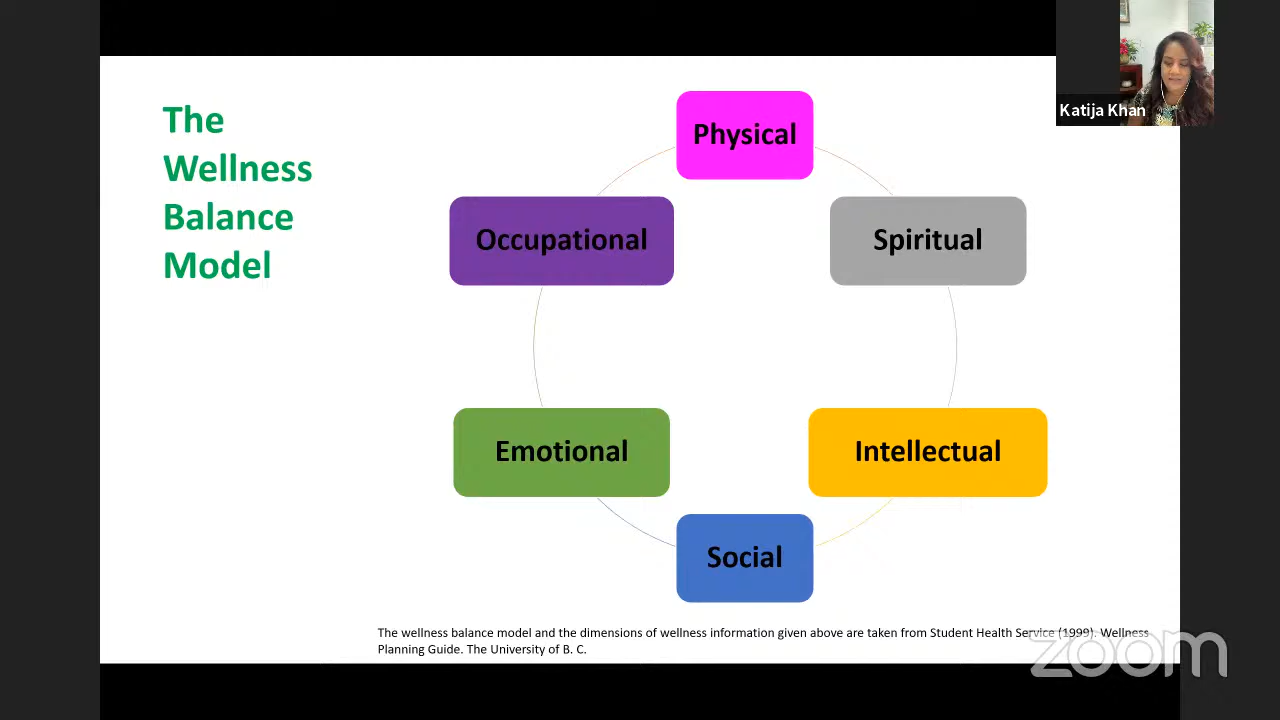 The
Wellness
Balance
Model
Physical
Occupational
Spiritual
Emotional
Intellectual
Social
The wellness balance model and the dimensions of wellness information given above are taken from Student Health Service (1999). Wellness
Planning Guide. The University of B. C.
Katija Khan
zoom